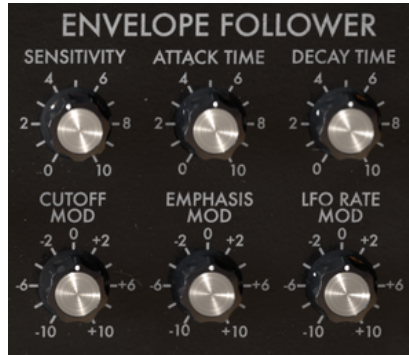 ENVELOPE FOLLOWER
SENSITIVITY ATTACK TIME DECAY TIME
4 6 4 6 4 6
2 8 2 8 2 8
0 10 0 10 0 10
CUTOFF EMPHASIS LFO RATE
MOD MOD MOD
0 0 0
-2 +2 -2 +2 -2 +2
-6 +6 -6 +6 -6 +6
-10 +10 -10 +10 -10 +10